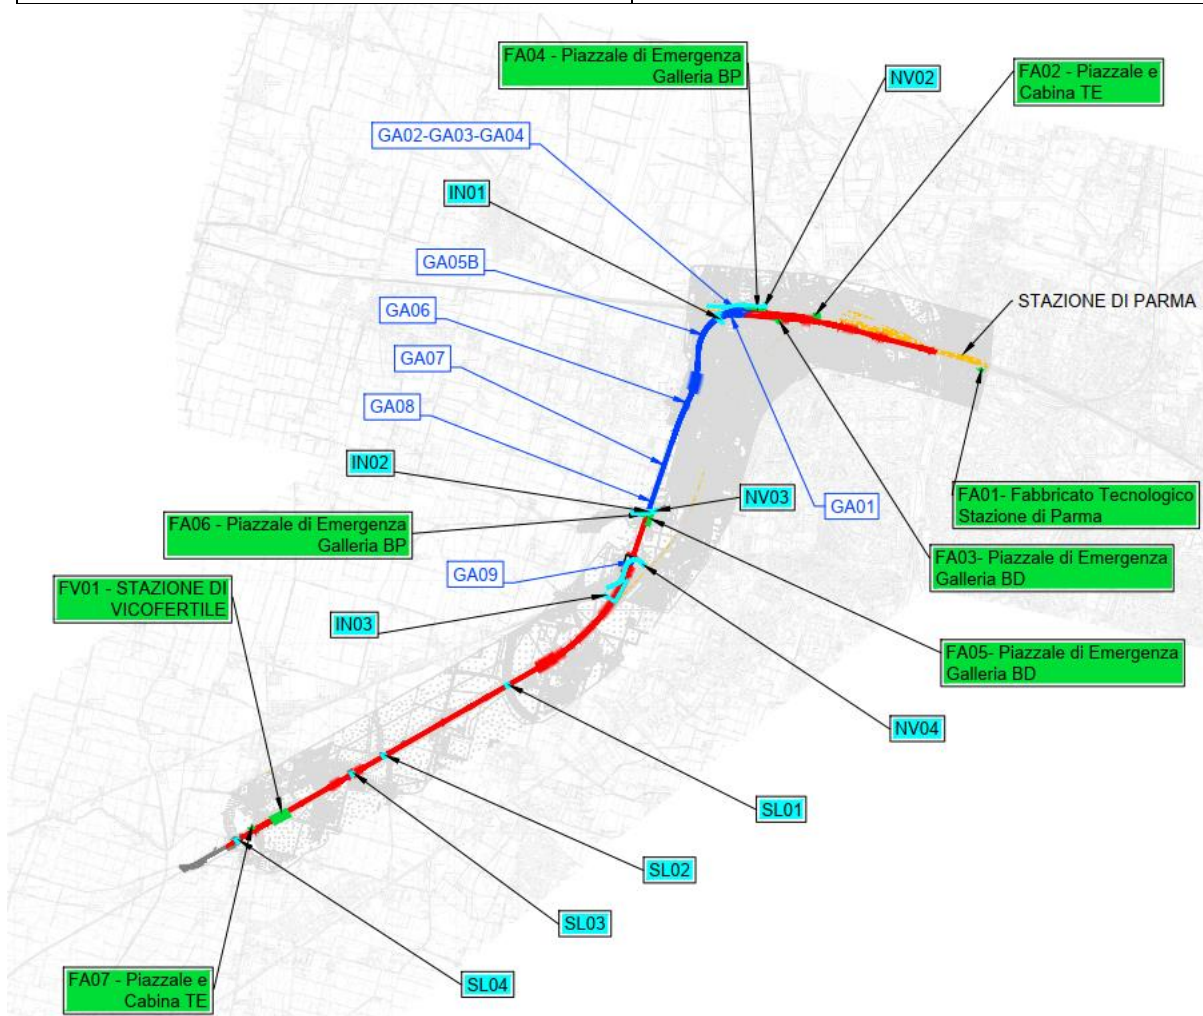 FA04 - Piazzale di Emergenza
Galleria BP
NV02
FA02 - Piazzale e
Cabina TE
GA02-GA03-GA04
IN01
GA05B
STAZIONE DI PARMA
GA06
GA07
GA08
IN02
NV03
GA01
FA01- Fabbricato Tecnologico
Stazione di Parma
FA06 - Piazzale di Emergenza
Galleria BP
FA03- Piazzale di Emergenza
Galleria BD
GA09
FV01 - STAZIONE DI
VICOFERTILE
IN03
FA05- Piazzale di Emergenza
Galleria BD
NV04
SL01
SL02
SL03
FA07 - Piazzale e
Cabina TE
SL04